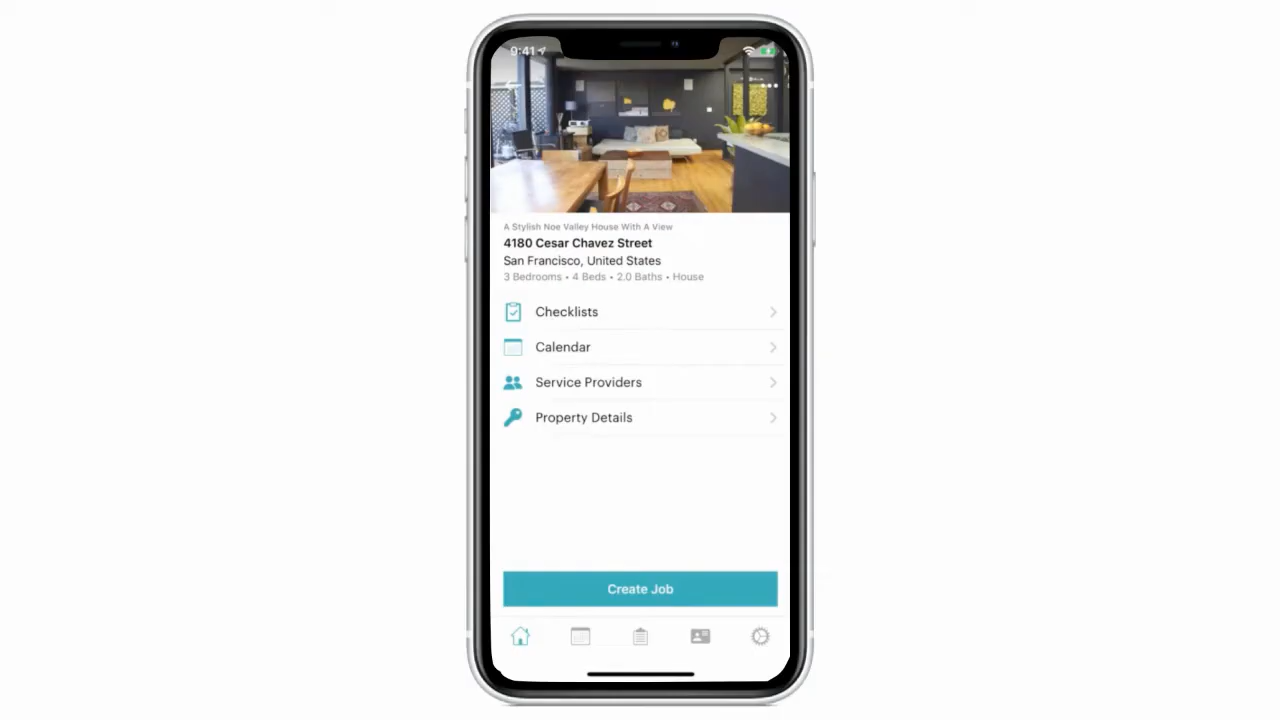 9:41
A Stylish Noe Valley House With A View
4180 Cesar Chavez Street
San Francisco, United States
3 Bedrooms • 4 Beds • 2.0 Baths • House
Checklists
Calendar
Service Providers
Property Details
Create Job